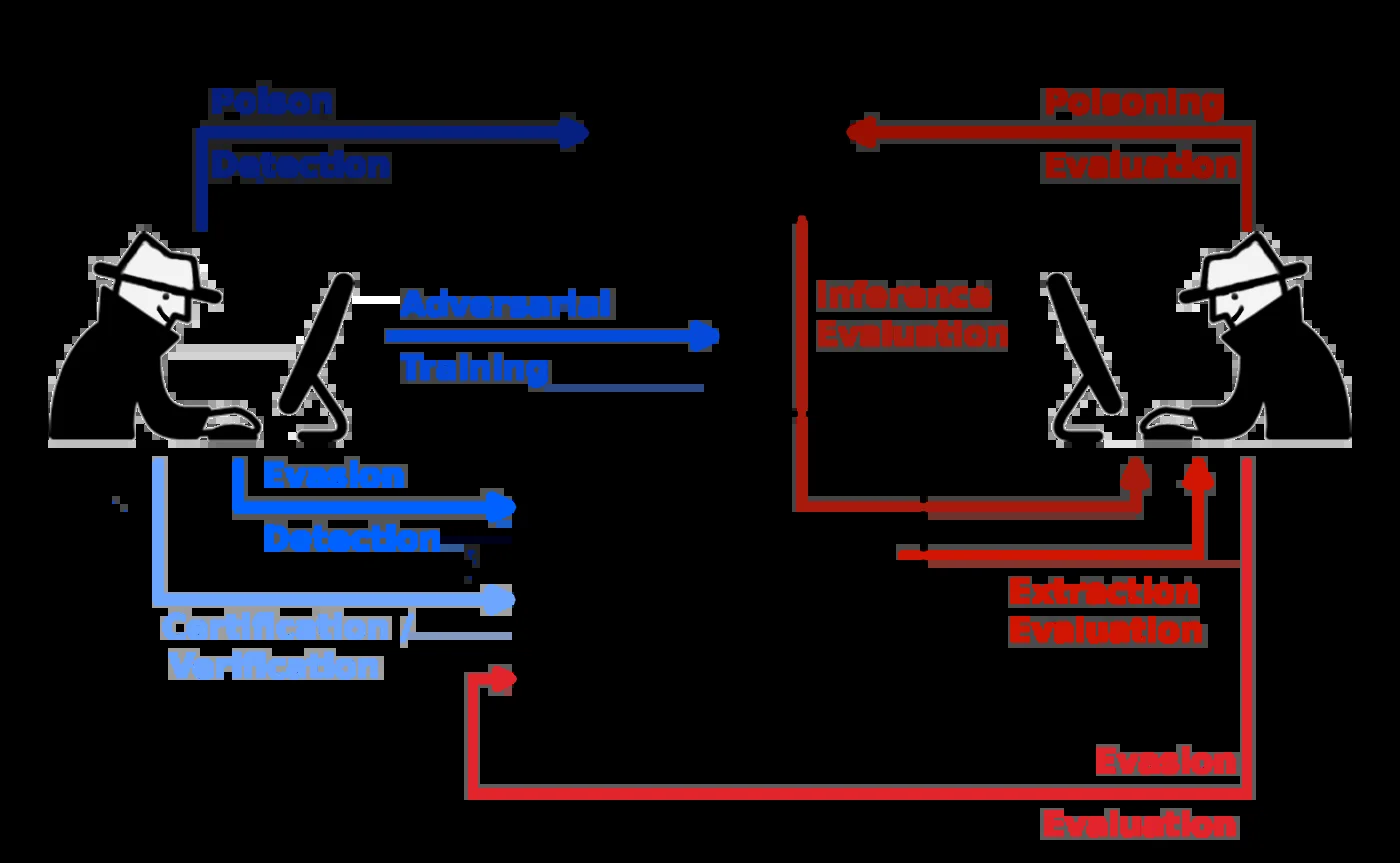 Poison
Detection
Poisoning
Evaluation
Adversarial
Training
Inference
Evaluation
Evasion
Detection
Certification /
Verification
Extraction
Evaluation
Evasion
Evaluation